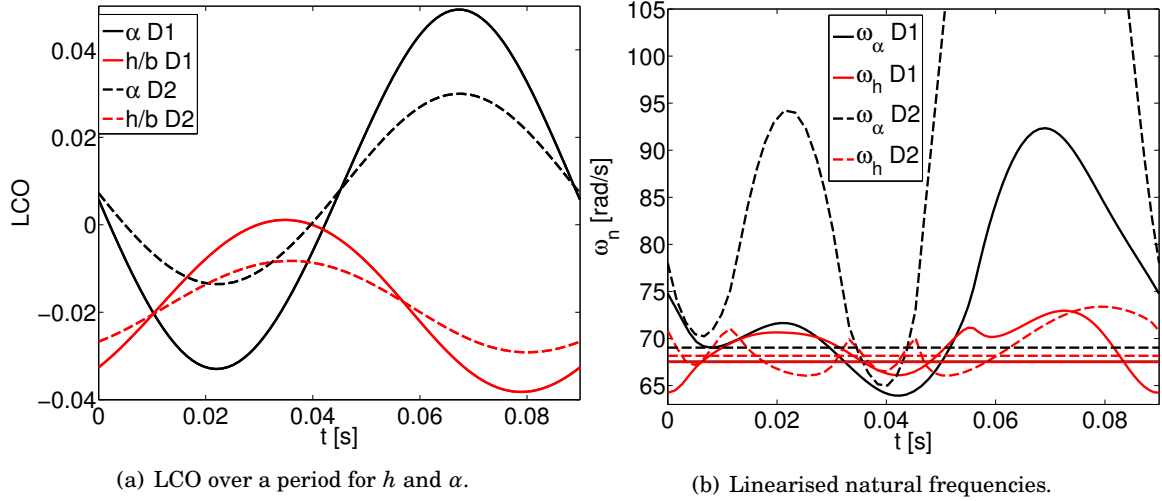 LCO
0.04
0.02
0
−0.02
−0.04
0
0.02
0.04
0.06
0.08
t [s]
α D1
h/b D1
α D2
h/b D2
(a) LCO over a period for h and α.
ω_n [rad/s]
105
100
95
90
85
80
75
70
65
0
0.02
0.04
0.06
0.08
t [s]
ω_α D1
ω_h D1
ω_α D2
ω_h D2
(b) Linearised natural frequencies.